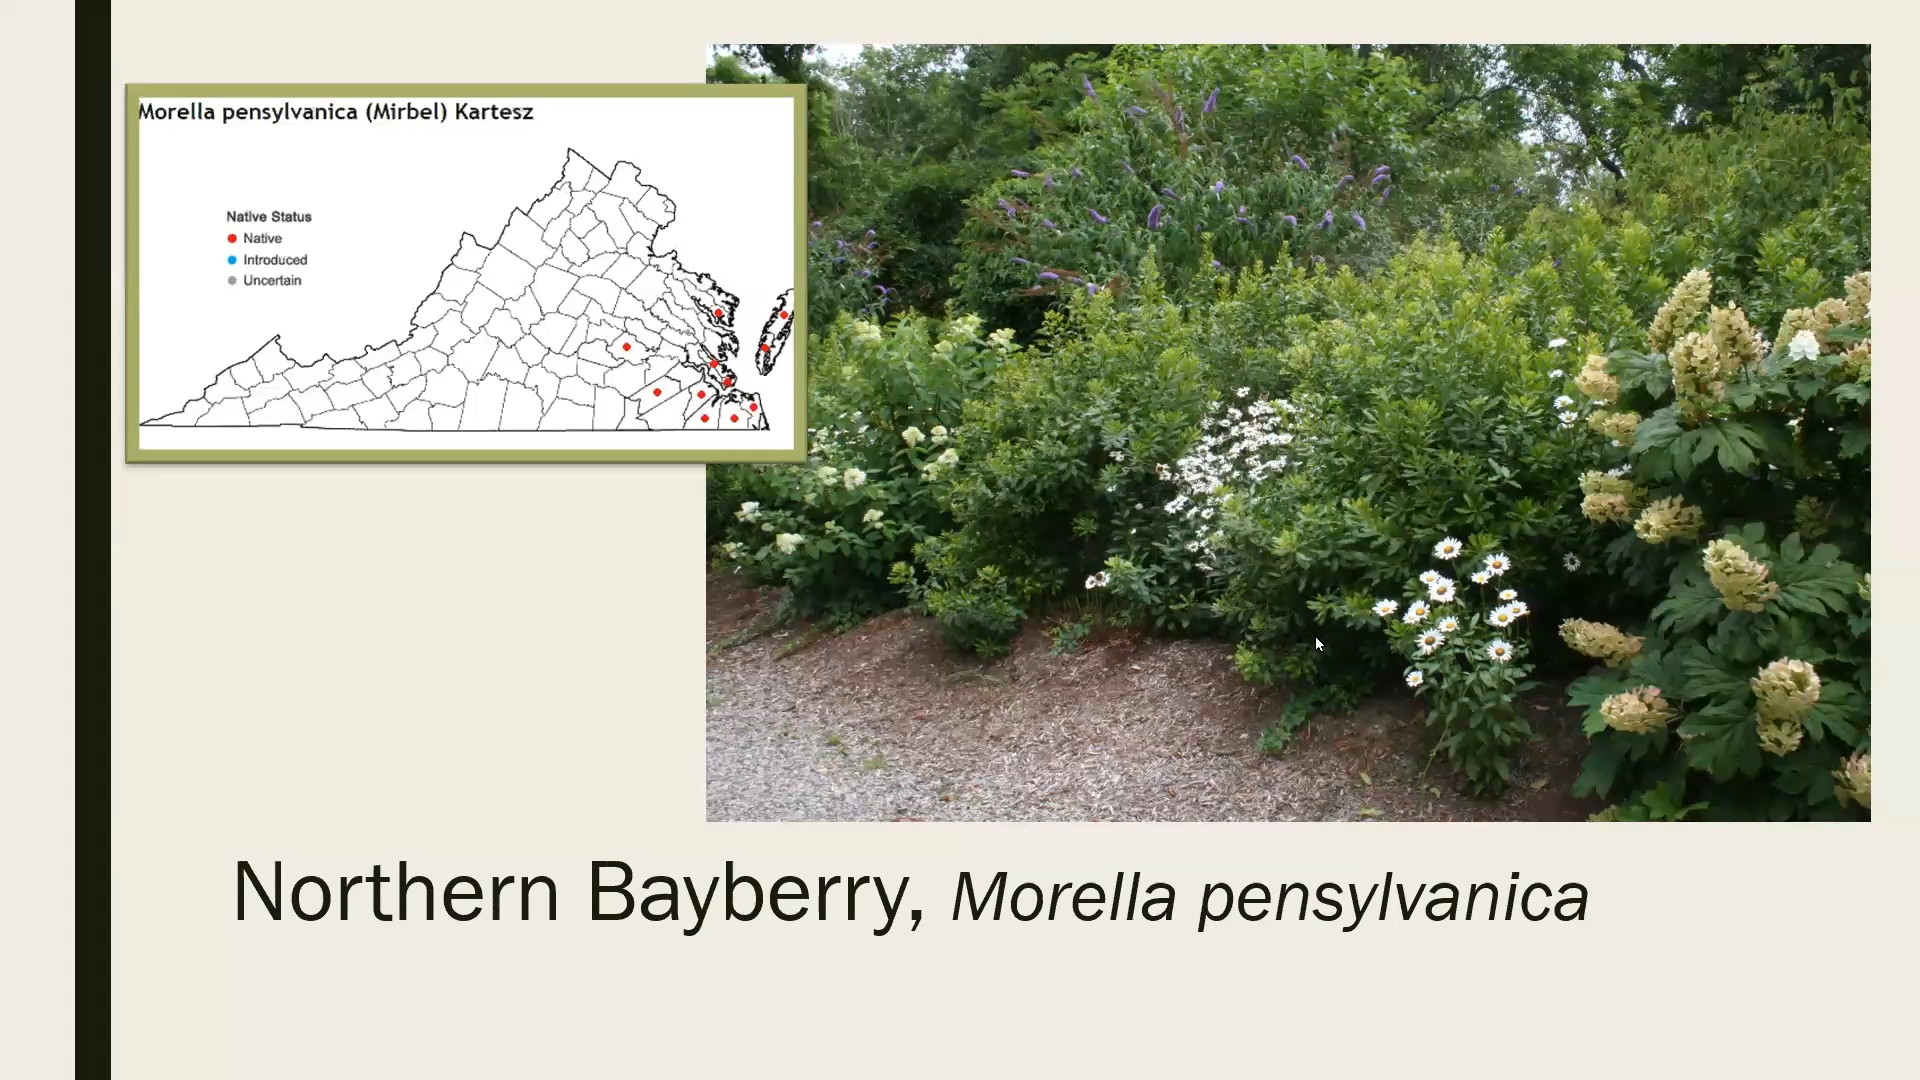 Morella pensylvanica (Mirbel) Kartesz
Native Status
Native
Introduced
Uncertain
Northern Bayberry, Morella pensylvanica